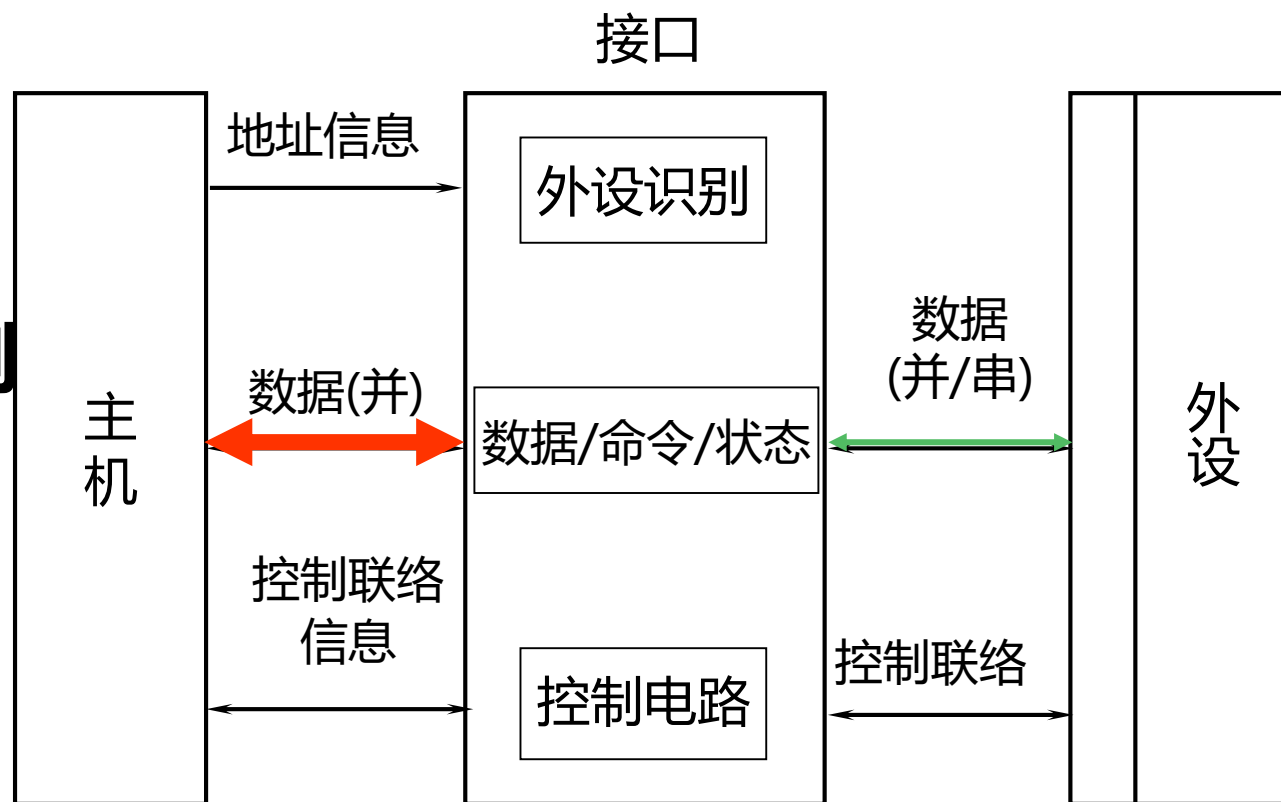 接口
地址信息
外设识别
数据
(并/串)
数据(并)
数据/命令/状态
主
机
外
设
控制联络
信息
控制电路
控制联络